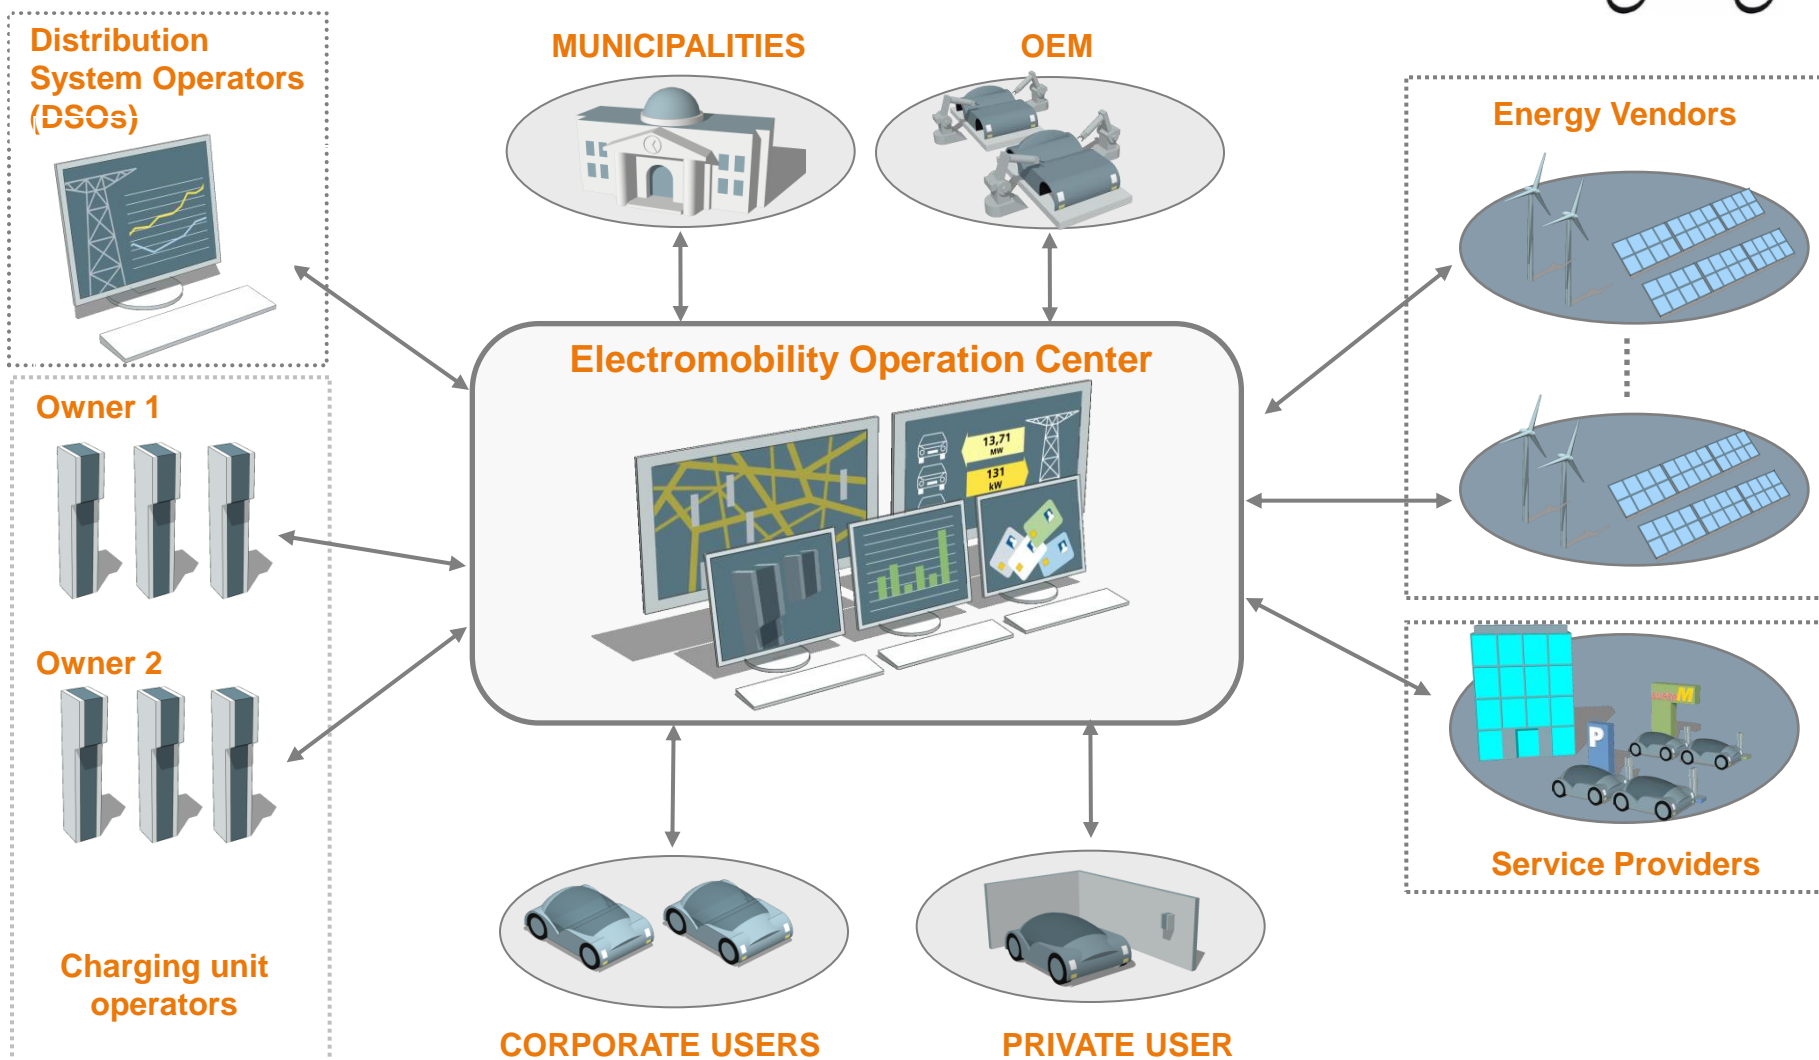 Distribution
System Operators
(DSOs)
MUNICIPALITIES
OEM
Energy Vendors
Electromobility Operation Center
13,71
MW
131
kW
Owner 1
Owner 2
Charging unit
operators
P
M
Service Providers
CORPORATE USERS
PRIVATE USER